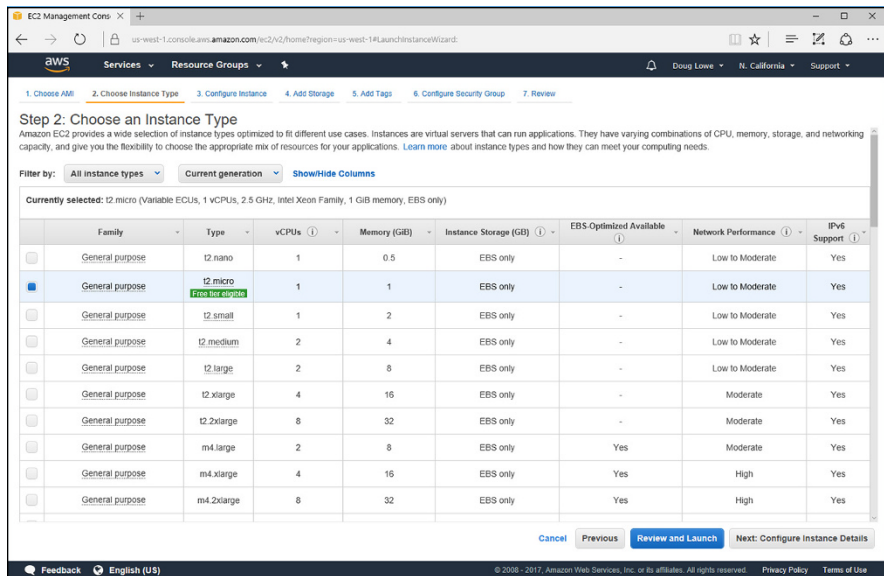 EC2 Management Cons
us-west-1.console.aws.amazon.com/ec2/v2/home?region=us-west-1#LaunchInstanceWizard:
aws Services Resource Groups Doug Lowe N. California Support
1. Choose AMI 2. Choose Instance Type 3. Configure Instance 4. Add Storage 5. Add Tags 6. Configure Security Group 7. Review
Step 2: Choose an Instance Type
Amazon EC2 provides a wide selection of instance types optimized to fit different use cases. Instances are virtual servers that can run applications. They have varying combinations of CPU, memory, storage, and networking
capacity, and give you the flexibility to choose the appropriate mix of resources for your applications. Learn more about instance types and how they can meet your computing needs.
Filter by: All instance types Current generation Show/Hide Columns
Currently selected: t2.micro (Variable ECUs, 1 vCPUs, 2.5 GHz, Intel Xeon Family, 1 GiB memory, EBS only)
Family Type vCPUs Memory (GiB) Instance Storage (GB) EBS-Optimized Available Network Performance IPv6 Support
General purpose t2.nano 1 0.5 EBS only - Low to Moderate Yes
General purpose t2.micro 1 1 EBS only - Low to Moderate Yes
Free tier eligible
General purpose t2.small 1 2 EBS only - Low to Moderate Yes
General purpose t2.medium 2 4 EBS only - Low to Moderate Yes
General purpose t2.large 2 8 EBS only - Low to Moderate Yes
General purpose t2.xlarge 4 16 EBS only - Moderate Yes
General purpose t2.2xlarge 8 32 EBS only - Moderate Yes
General purpose m4.large 2 8 EBS only Yes Moderate Yes
General purpose m4.xlarge 4 16 EBS only Yes High Yes
General purpose m4.2xlarge 8 32 EBS only Yes High Yes
Cancel Previous Review and Launch Next: Configure Instance Details
Feedback English (US) © 2008 - 2017, Amazon Web Services, Inc. or its affiliates. All rights reserved. Privacy Policy Terms of Use